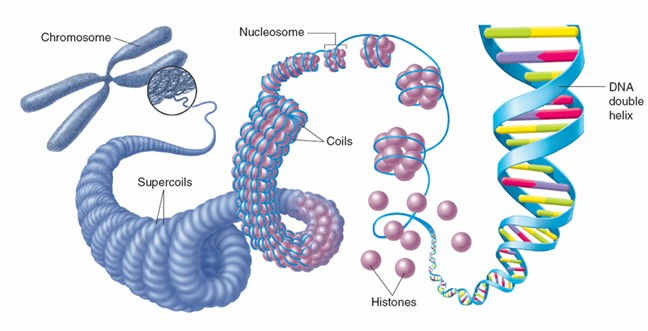 Chromosome
Nucleosome
DNA
double
helix
Coils
Supercoils
Histones